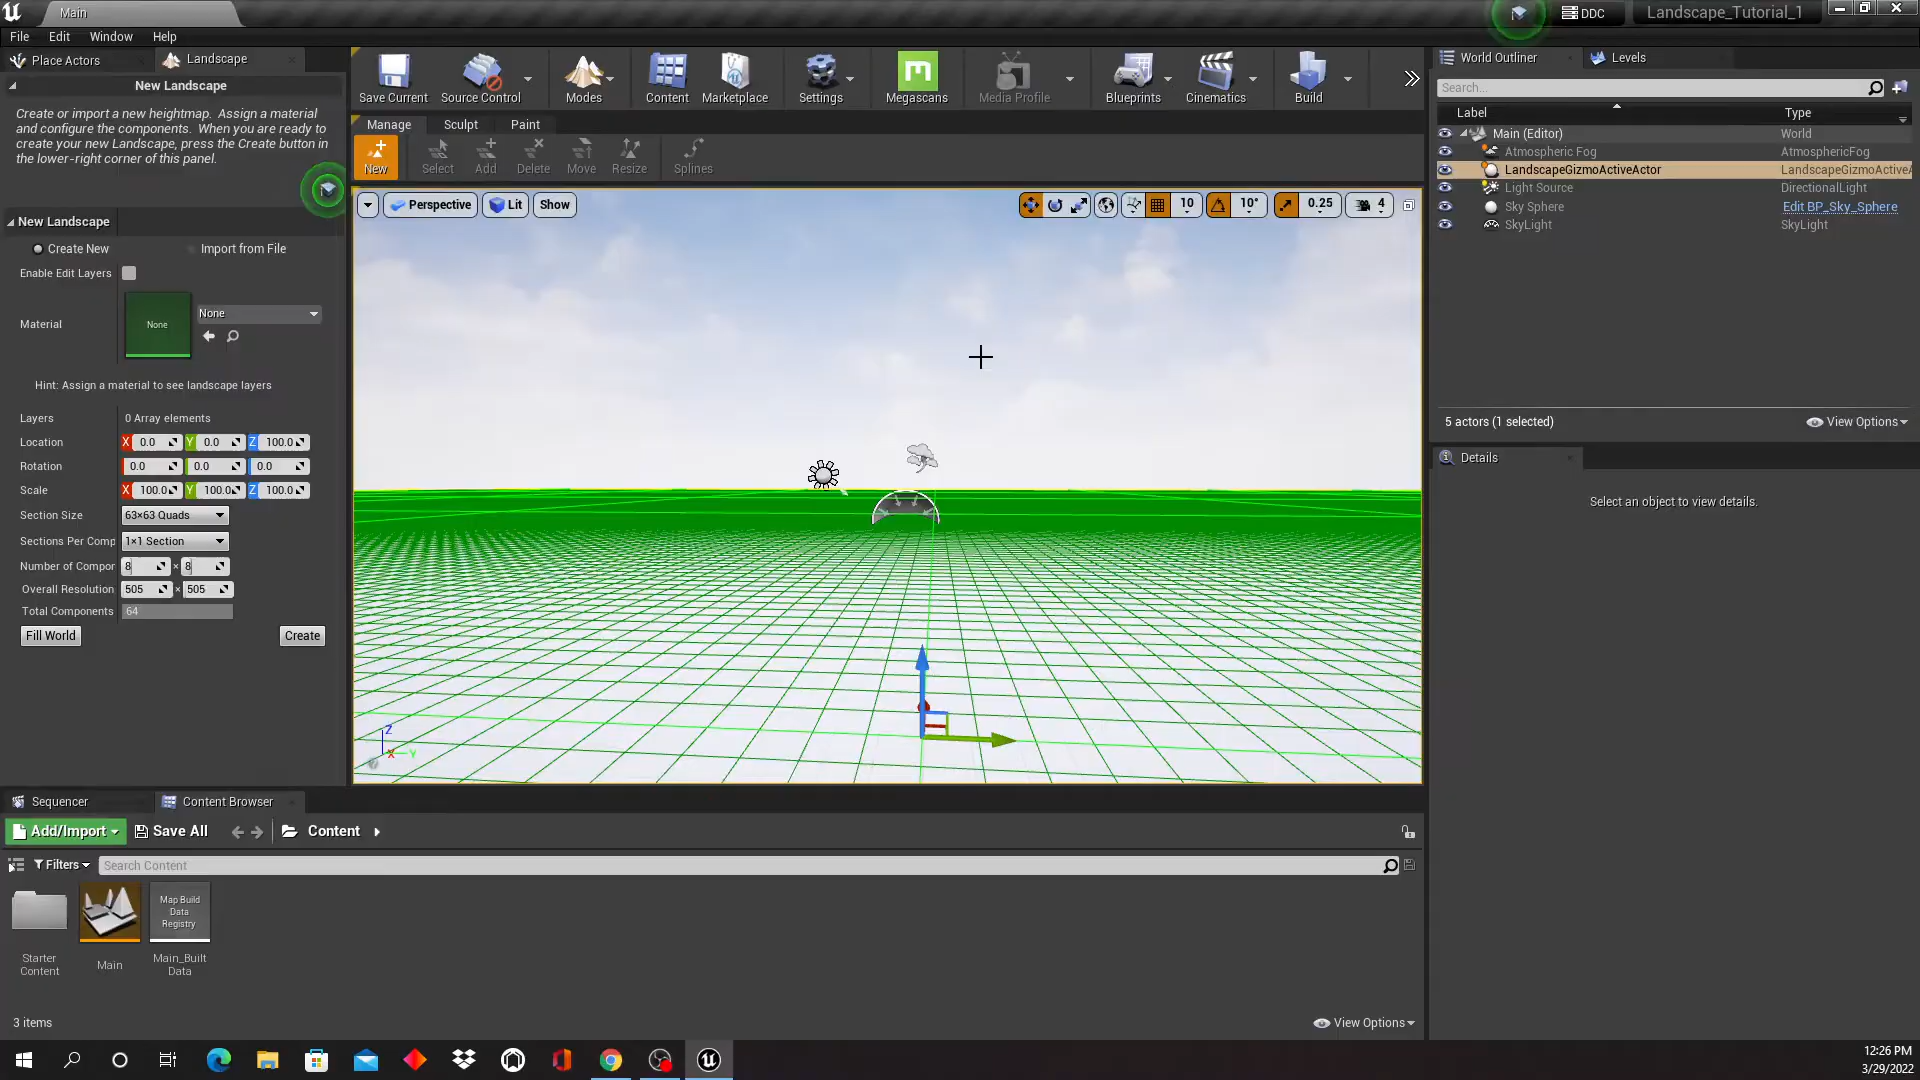 Main
DDC
Landscape_Tutorial_1
File
Edit
Window
Help
Place Actors
Landscape
New Landscape
Create or import a new heightmap. Assign a material
and configure the components. When you are ready to
create your new Landscape, press the Create button in
the lower-right corner of this panel.
New Landscape
Create New
Import from File
Enable Edit Layers
Material
None
None
Hint: Assign a material to see landscape layers
Layers
0 Array elements
Location
X 0.0
Y 0.0
Z 100.0
Rotation
0.0
0.0
0.0
Scale
X 100.0
Y 100.0
Z 100.0
Section Size
63×63 Quads
Sections Per Comp
1×1 Section
Number of Compor
8 × 8
Overall Resolution
505 × 505
Total Components
64
Fill World
Create
Save Current
Source Control
Modes
Content
Marketplace
Settings
Megascans
Media Profile
Blueprints
Cinematics
Build
Manage
Sculpt
Paint
New
Select
Add
Delete
Move
Resize
Splines
Perspective
Lit
Show
10
10°
0.25
4
Z
X
Y
World Outliner
Levels
Search...
Label
Type
Main (Editor)
World
Atmospheric Fog
AtmosphericFog
LandscapeGizmoActiveActor
LandscapeGizmoActiveA
Light Source
DirectionalLight
Sky Sphere
Edit BP_Sky_Sphere
SkyLight
SkyLight
5 actors (1 selected)
View Options
Details
Select an object to view details.
Sequencer
Content Browser
Add/Import
Save All
Content
Filters
Search Content
Starter
Content
Main
Map Build
Data
Registry
Main_Built
Data
3 items
View Options
12:26 PM
3/29/2022